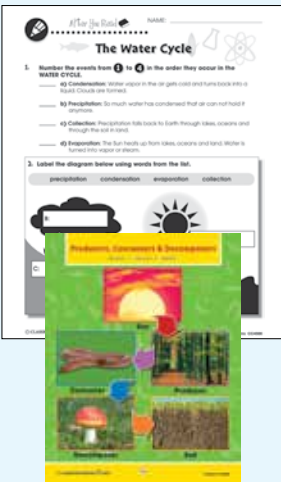 After You Read
NAME:
The Water Cycle
1. Number the events from 1 to 4 in the order they occur in the
WATER CYCLE.
a) Condensation: Water vapor in the air gets cold and turns back into a
liquid. Clouds are formed.
b) Precipitation: So much water has condensed that air can not hold it
anymore.
c) Collection: Precipitation falls back to Earth through lakes, oceans and
through the soil in land.
d) Evaporation: The Sun heats up from lakes, oceans and land. Water is
turned into vapor or steam.
2. Label the diagram below using words from the list.
precipitation condensation evaporation collection
C:
Producers, Consumers & Decomposers
Sun
Consumer
Producer
Decomposer
Soil